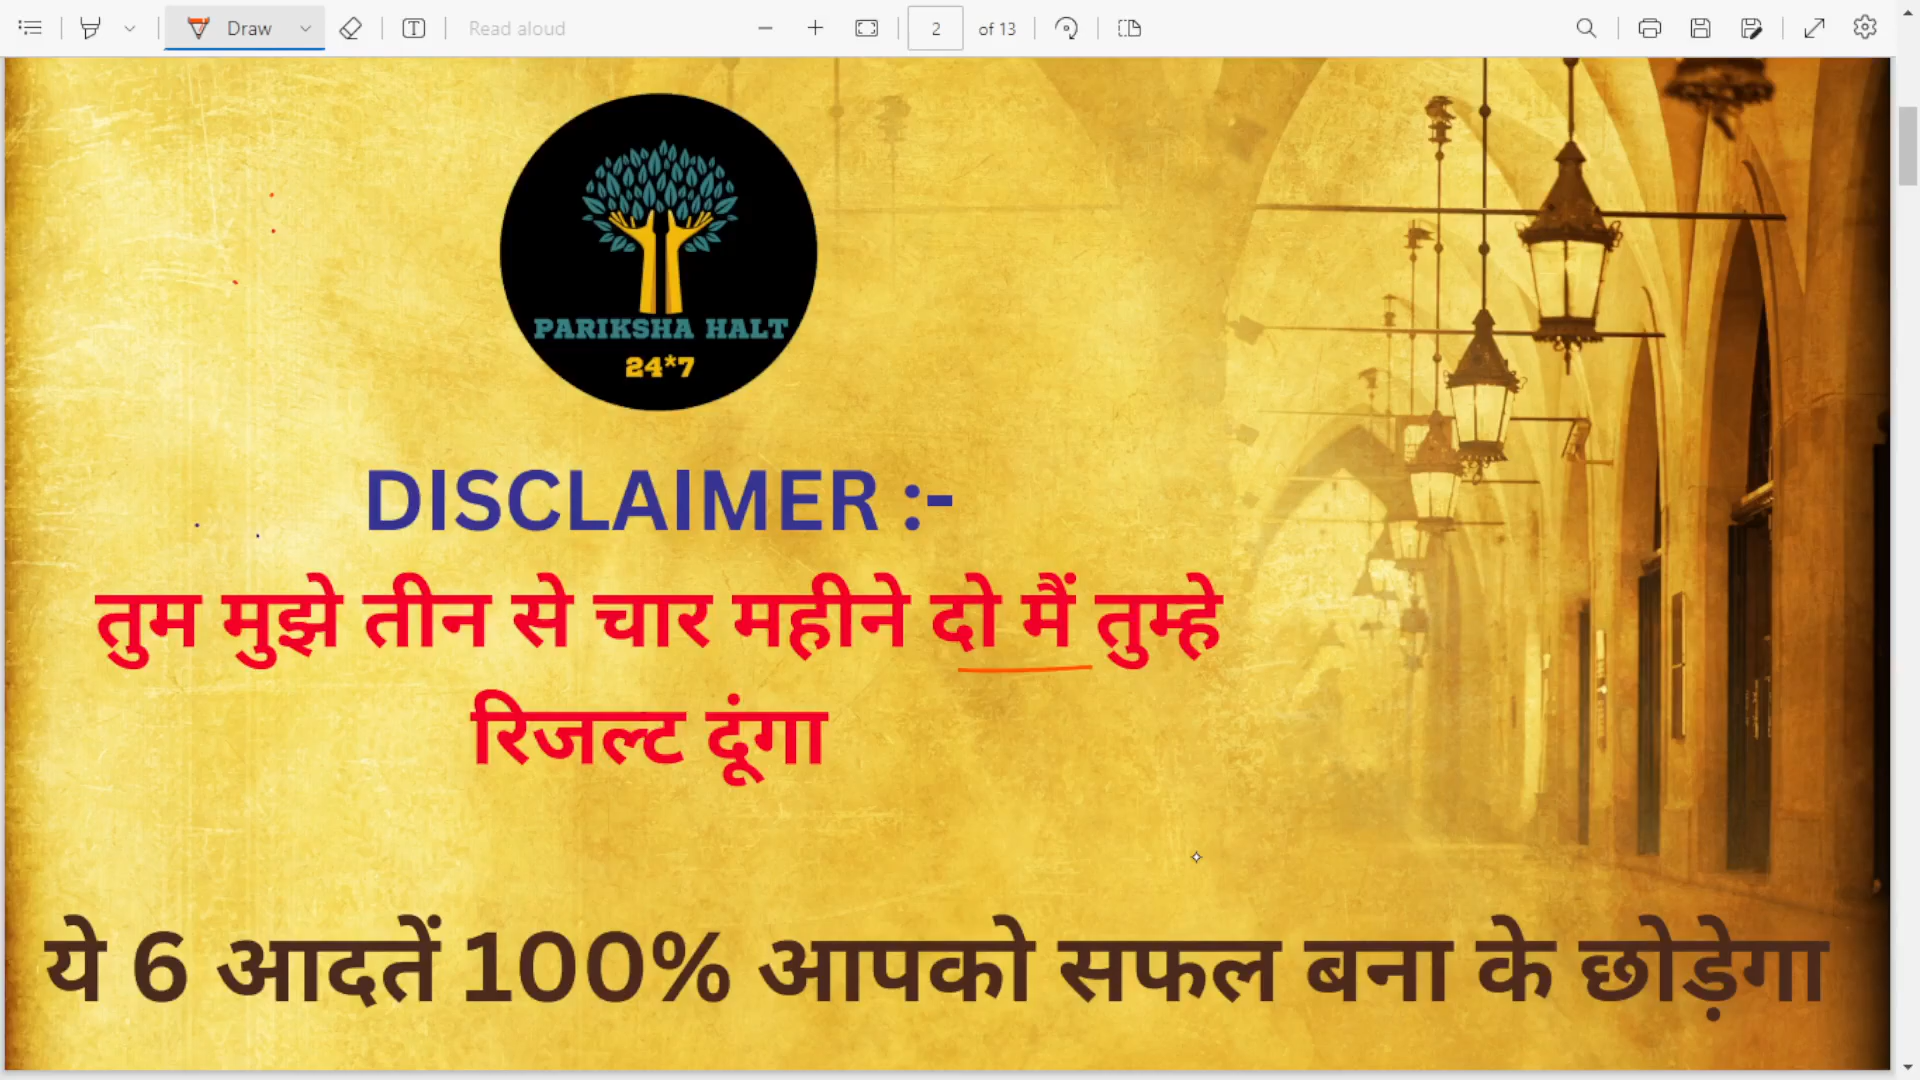 Draw
Read aloud
2 of 13
PARIKSHA HALT
24*7
DISCLAIMER :-
तुम मुझे तीन से चार महीने दो मैं तुम्हे
रिजल्ट दूंगा
ये 6 आदतें 100% आपको सफल बना के छोड़ेगा